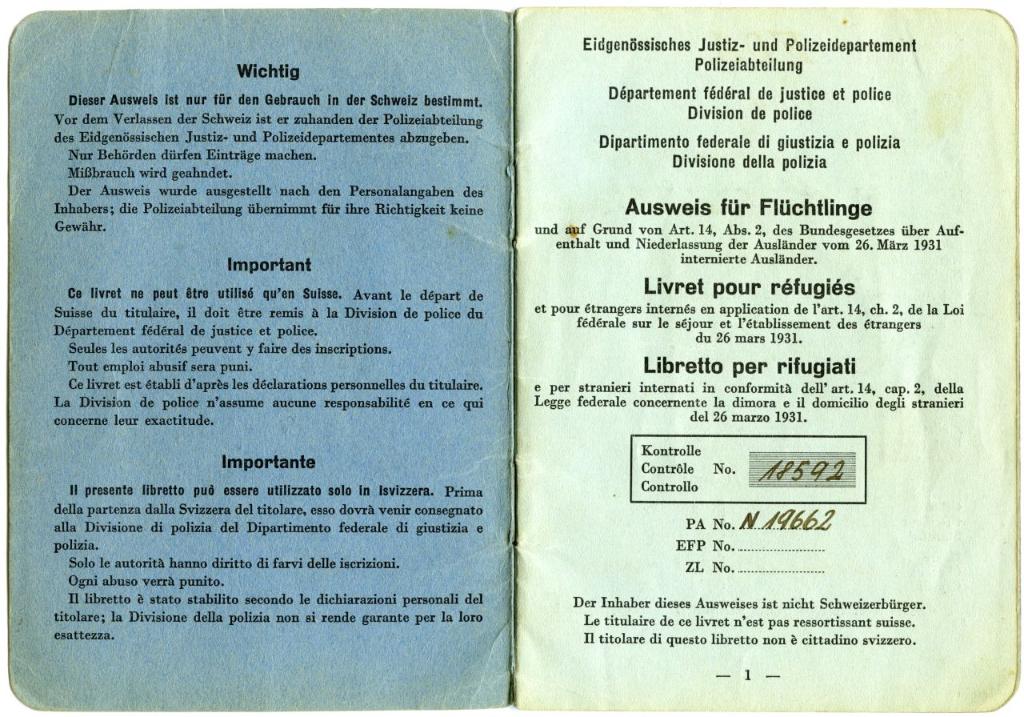 Wichtig
Dieser Ausweis ist nur für den Gebrauch in der Schweiz bestimmt.
Vor dem Verlassen der Schweiz ist er zuhanden der Polizeiabteilung
des Eidgenössischen Justiz- und Polizeidepartementes abzugeben.
Nur Behörden dürfen Einträge machen.
Mißbrauch wird geahndet.
Der Ausweis wurde ausgestellt nach den Personalangaben des
Inhabers; die Polizeiabteilung übernimmt für ihre Richtigkeit keine
Gewähr.
Important
Ce livret ne peut être utilisé qu'en Suisse. Avant le départ de
Suisse du titulaire, il doit être remis à la Division de police du
Département fédéral de justice et police.
Seules les autorités peuvent y faire des inscriptions.
Tout emploi abusif sera puni.
Ce livret est établi d'après les déclarations personnelles du titulaire.
La Division de police n'assume aucune responsabilité en ce qui
concerne leur exactitude.
Importante
Il presente libretto può essere utilizzato solo in Isvizzera. Prima
della partenza dalla Svizzera del titolare, esso dovrà venir consegnato
alla Divisione di polizia del Dipartimento federale di giustizia e
polizia.
Solo le autorità hanno diritto di farvi delle iscrizioni.
Ogni abuso verrà punito.
Il libretto è stato stabilito secondo le dichiarazioni personali del
titolare; la Divisione della polizia non si rende garante per la loro
esattezza.
Eidgenössisches Justiz- und Polizeidepartement
Polizeiabteilung
Département fédéral de justice et police
Division de police
Dipartimento federale di giustizia e polizia
Divisione della polizia
Ausweis für Flüchtlinge
und auf Grund von Art. 14, Abs. 2, des Bundesgesetzes über Auf-
enthalt und Niederlassung der Ausländer vom 26. März 1931
internierte Ausländer.
Livret pour réfugiés
et pour étrangers internés en application de l'art. 14, ch. 2, de la Loi
fédérale sur le séjour et l'établissement des étrangers
du 26 mars 1931.
Libretto per rifugiati
e per stranieri internati in conformità dell' art. 14, cap. 2, della
Legge federale concernente la dimora e il domicilio degli stranieri
del 26 marzo 1931.
Kontrolle
Contrôle No. 18592
Controllo
PA No. N 19662
EFP No.
ZL No.
Der Inhaber dieses Ausweises ist nicht Schweizerbürger.
Le titulaire de ce livret n'est pas ressortissant suisse.
Il titolare di questo libretto non è cittadino svizzero.
— 1 —